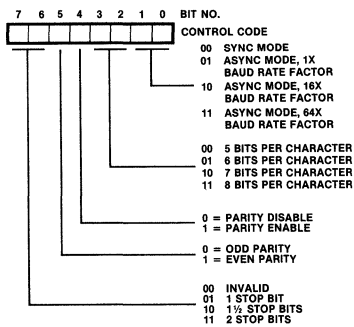 7 6 5 4 3 2 1 0 BIT NO.
CONTROL CODE
00 SYNC MODE
01 ASYNC MODE, 1X
BAUD RATE FACTOR
10 ASYNC MODE, 16X
BAUD RATE FACTOR
11 ASYNC MODE, 64X
BAUD RATE FACTOR
00 5 BITS PER CHARACTER
01 6 BITS PER CHARACTER
10 7 BITS PER CHARACTER
11 8 BITS PER CHARACTER
0 = PARITY DISABLE
1 = PARITY ENABLE
0 = ODD PARITY
1 = EVEN PARITY
00 INVALID
01 1 STOP BIT
10 1½ STOP BITS
11 2 STOP BITS